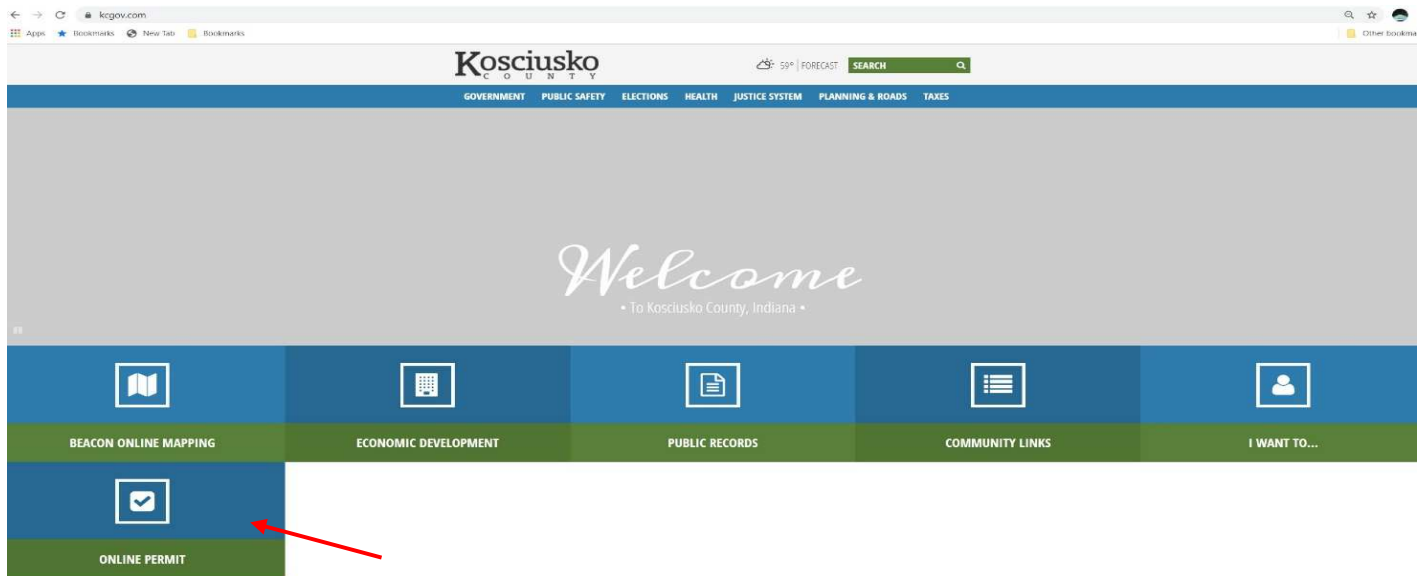 kcgov.com
Apps Bookmarks New Tab Bookmarks Other bookma
Kosciusko
COUNTY
59° FORECAST SEARCH
GOVERNMENT PUBLIC SAFETY ELECTIONS HEALTH JUSTICE SYSTEM PLANNING & ROADS TAXES
Welcome
• To Kosciusko County, Indiana •
BEACON ONLINE MAPPING ECONOMIC DEVELOPMENT PUBLIC RECORDS COMMUNITY LINKS I WANT TO...
ONLINE PERMIT